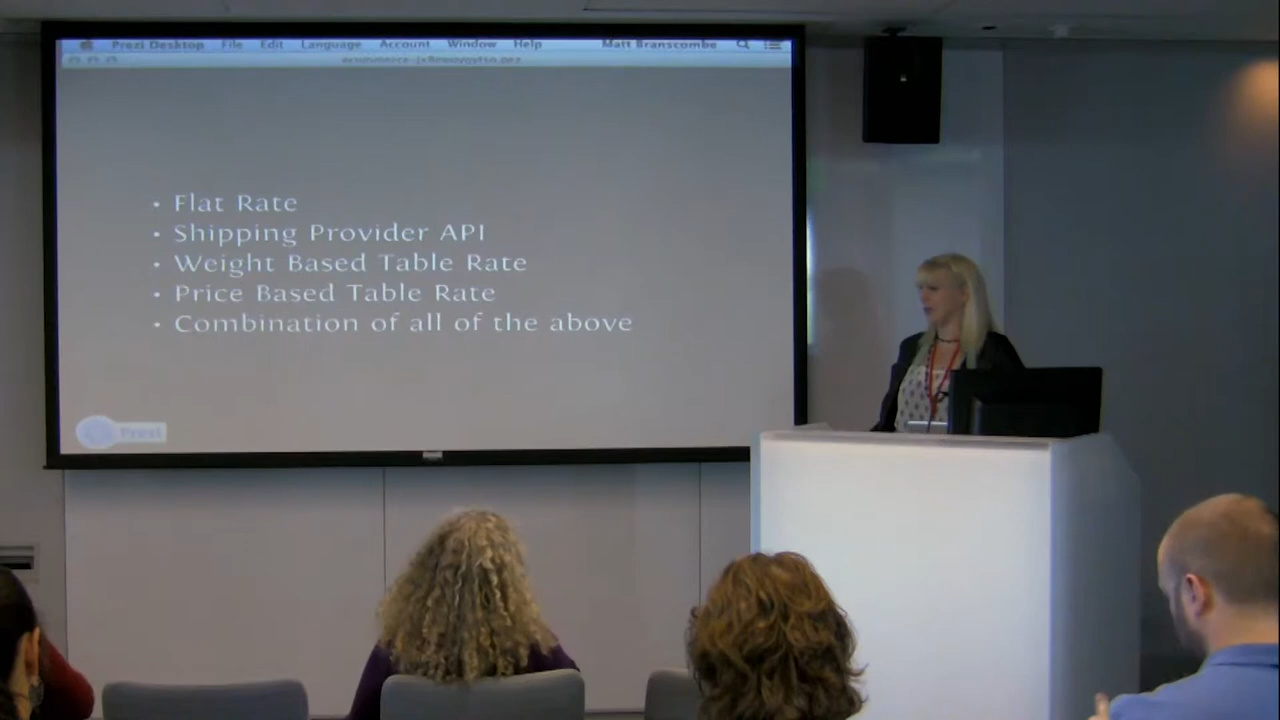 Prezi Desktop File Edit Language Account Window Help Matt Branscombe
• Flat Rate
• Shipping Provider API
• Weight Based Table Rate
• Price Based Table Rate
• Combination of all of the above
Prezi